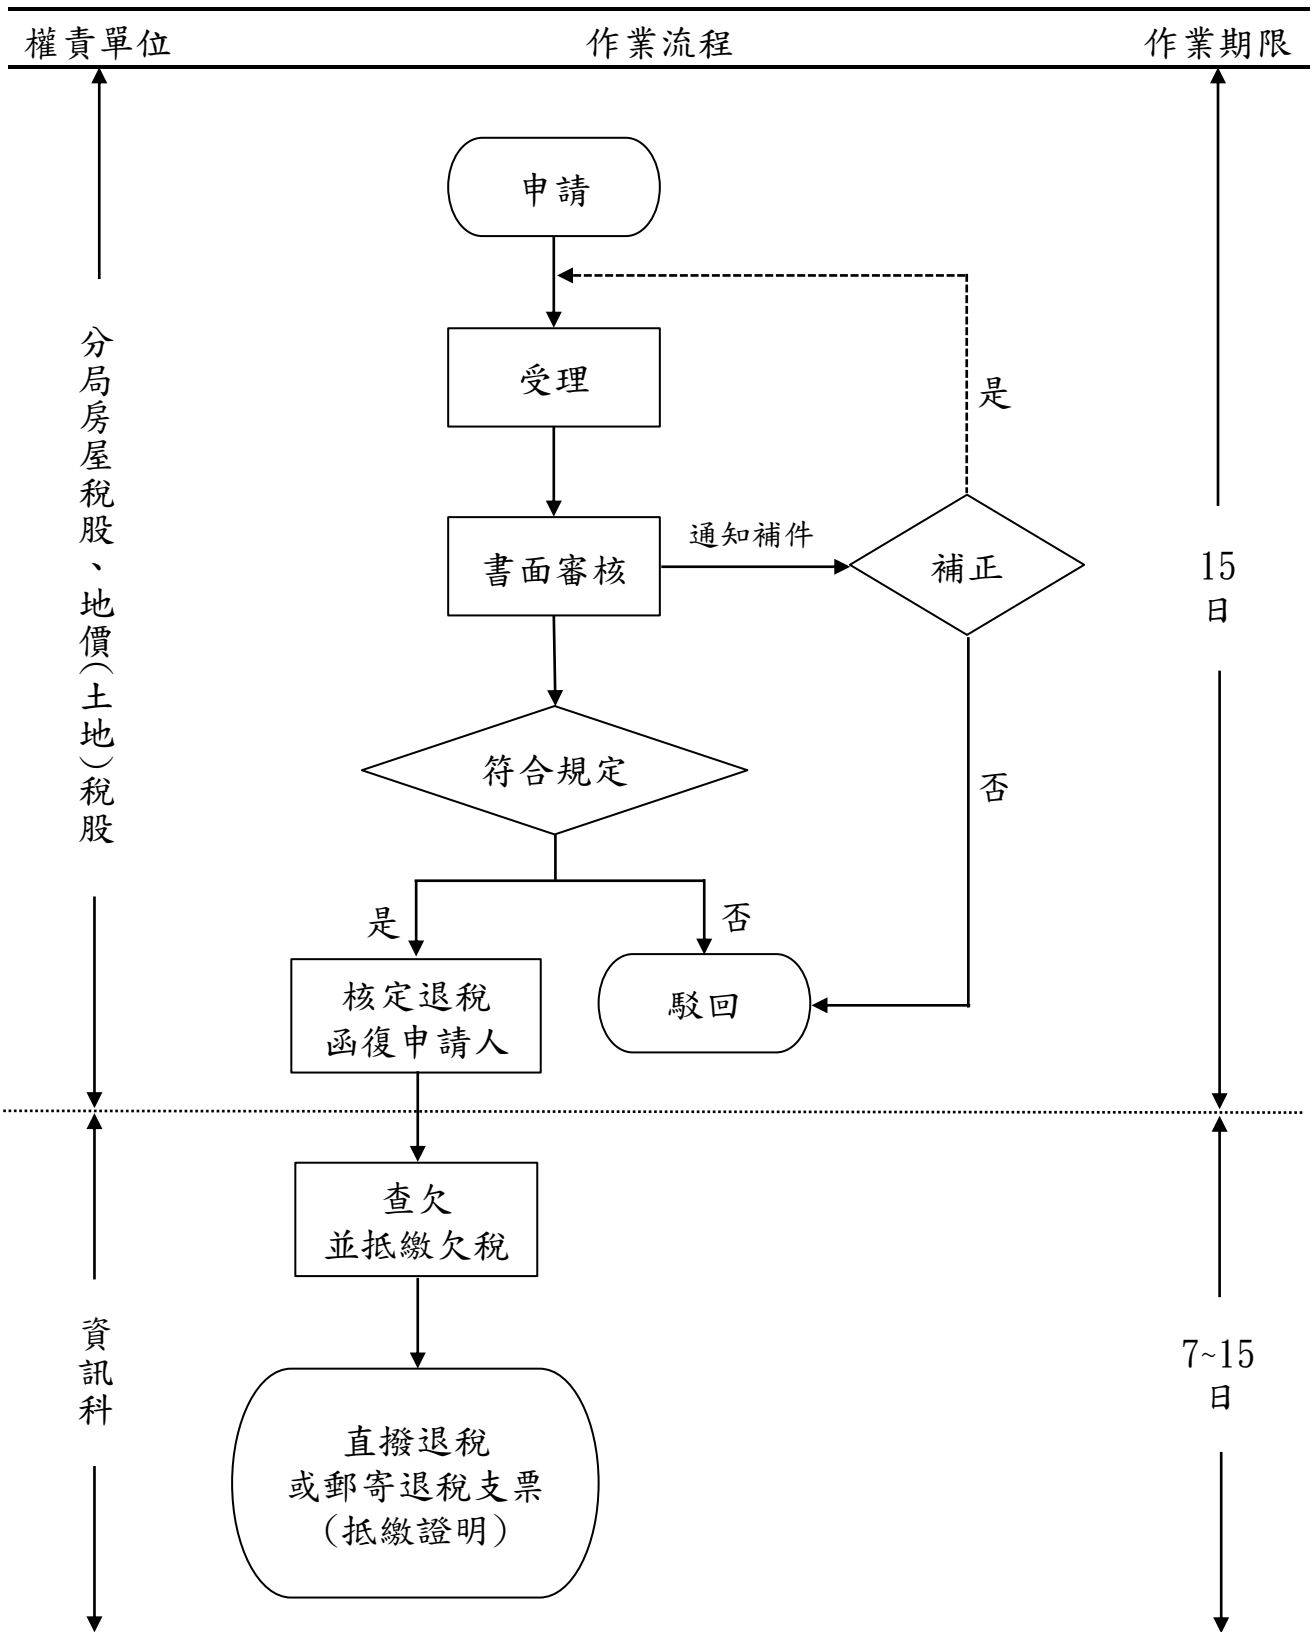 權責單位
作業流程
作業期限
申請
受理
是
分局房屋稅股、地價(土地)稅股
書面審核
通知補件
補正
15
日
符合規定
否
是
否
核定退稅
函復申請人
駁回
查欠
並抵繳欠稅
資訊科
7~15
日
直撥退稅
或郵寄退稅支票
(抵繳證明)